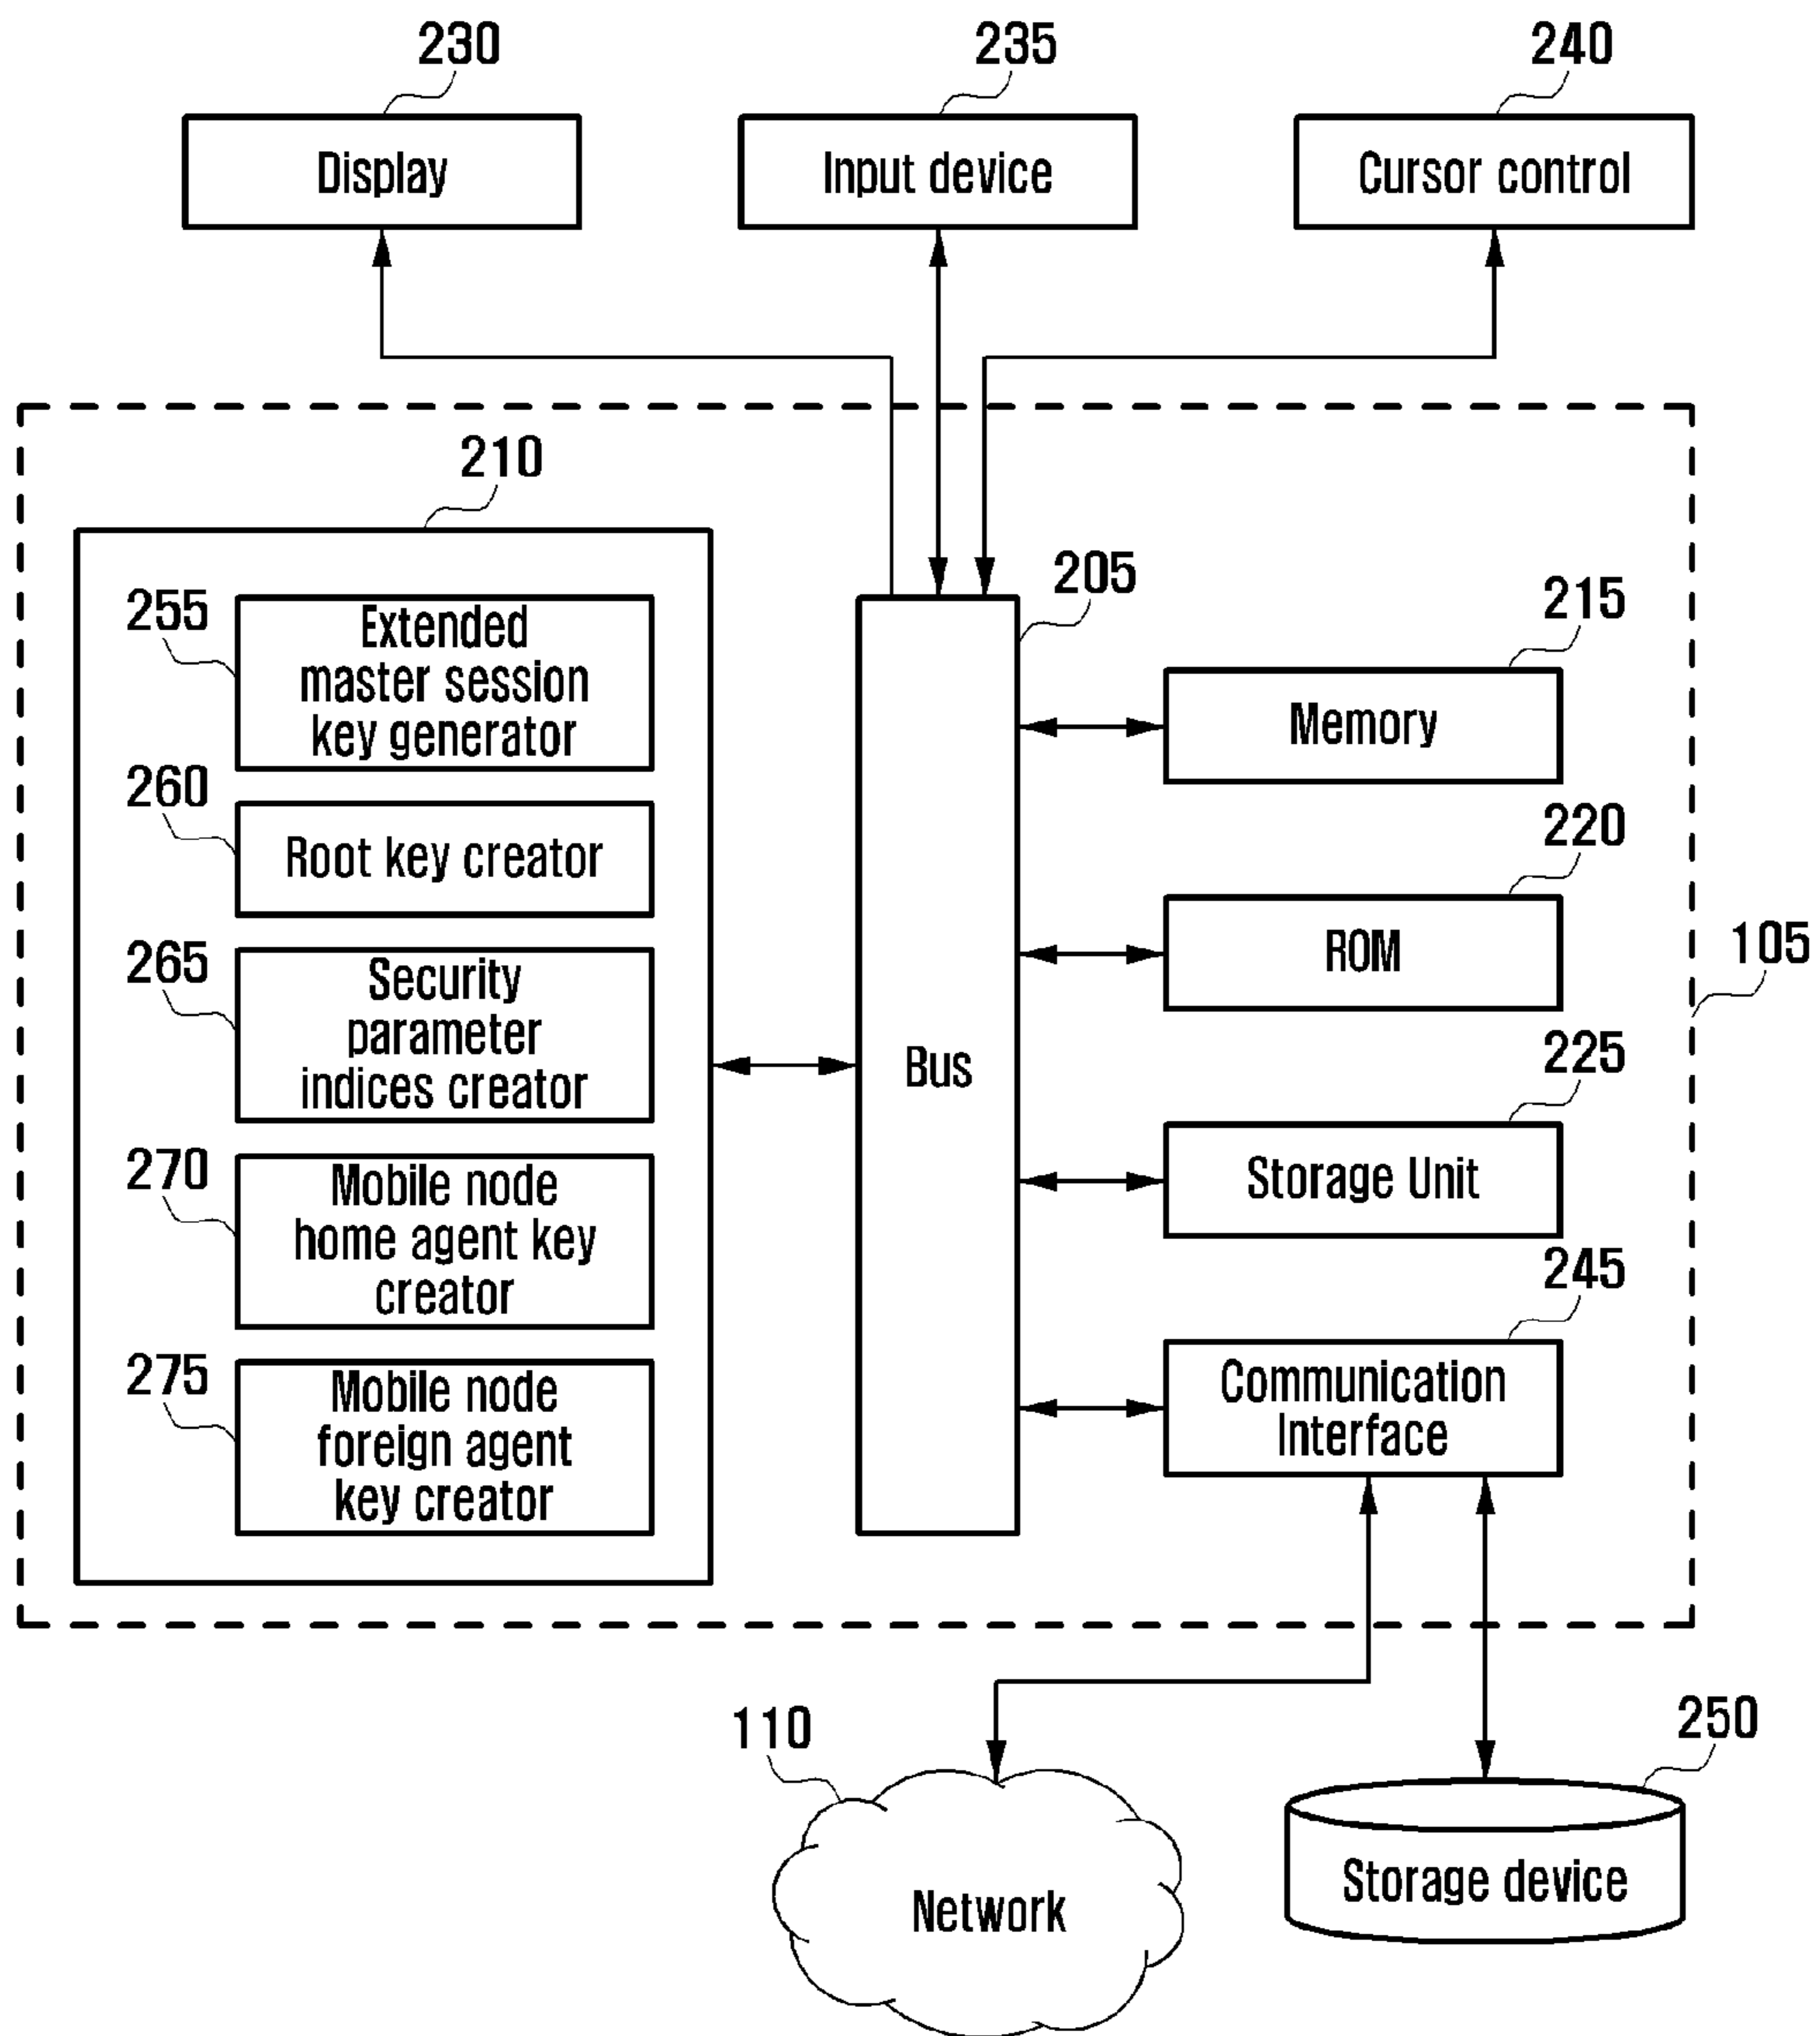 230
235
240
Display
Input device
Cursor control
210
205
215
255
Extended
master session
key generator
Memory
260
Root key creator
220
ROM
105
265
Security
parameter
indices creator
Bus
225
Storage Unit
270
Mobile node
home agent key
creator
245
Communication
Interface
275
Mobile node
foreign agent
key creator
110
Network
250
Storage device